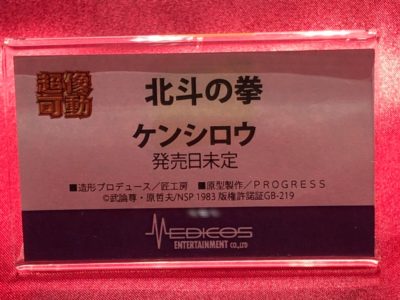 超像
可動
北斗の拳
ケンシロウ
発売日未定
■造形プロデュース／匠工房 ■原型製作／PROGRESS
©武論尊・原哲夫/NSP 1983 版権許諾証GB-219
MEDICOS
ENTERTAINMENT CO.,LTD